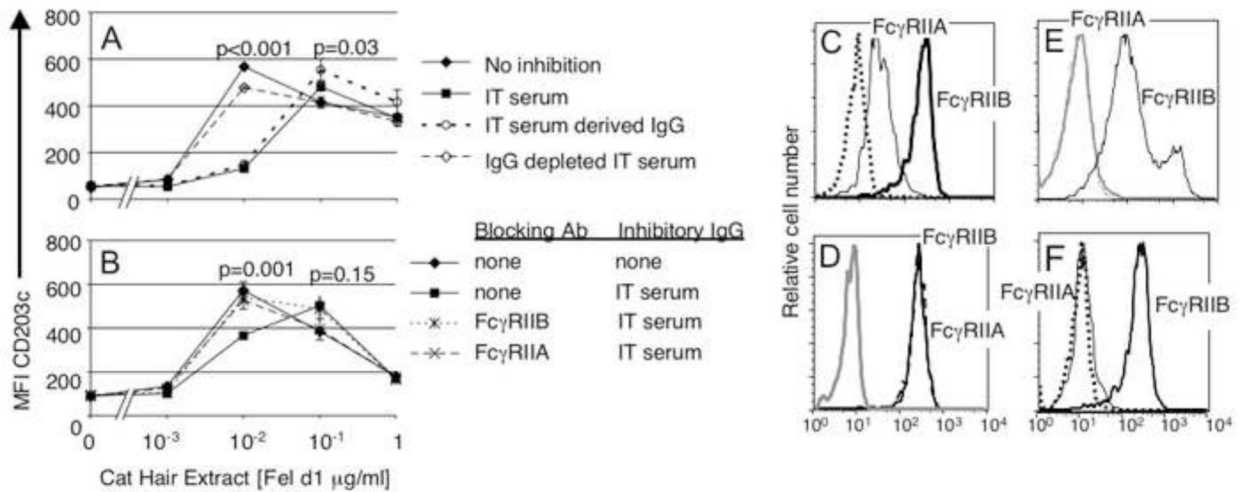 A
800
600
400
200
0
p<0.001
p=0.03
No inhibition
IT serum
IT serum derived IgG
IgG depleted IT serum
B
800
600
400
200
0
p=0.001
p=0.15
Blocking Ab Inhibitory IgG
none none
none IT serum
FcγRIIB IT serum
FcγRIIA IT serum
MFI CD203c
0 10-3 10-2 10-1 1
Cat Hair Extract [Fel d1 μg/ml]
Relative cell number
C
FcγRIIA
FcγRIIB
E
FcγRIIA
FcγRIIB
D
FcγRIIB
FcγRIIA
10⁰ 10¹ 10² 10³ 10⁴
F
FcγRIIA
FcγRIIB
10⁰ 10¹ 10² 10³ 10⁴